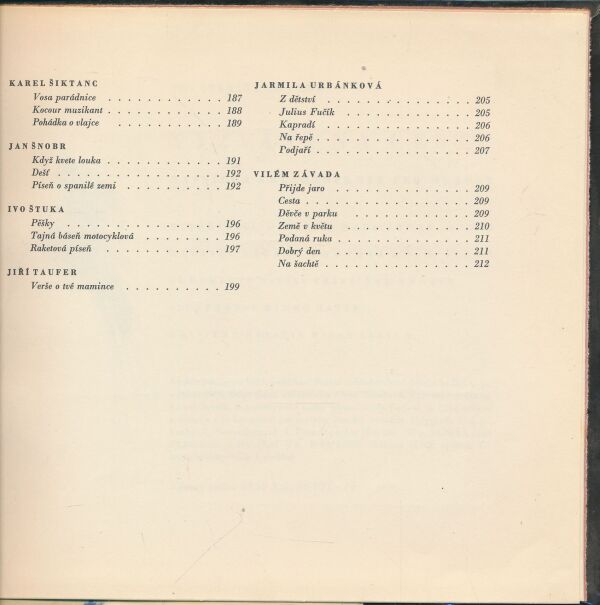 KAREL ŠIKTANC
Vosa parádnice . . . . . . . . . . . . 187
Kocour muzikant . . . . . . . . . . . 188
Pohádka o vlajce . . . . . . . . . . 189
JAN ŠNOBR
Když kvete louka . . . . . . . . . . . 191
Dešť . . . . . . . . . . . . . . . . 192
Píseň o spanilé zemi . . . . . . . . . . 192
IVO ŠTUKA
Pěšky . . . . . . . . . . . . . . . 196
Tajná báseň motocyklová . . . . . . . . 196
Raketová píseň . . . . . . . . . . . 197
JIŘÍ TAUFER
Verše o tvé mamince . . . . . . . . . . 199
JARMILA URBÁNKOVÁ
Z dětství . . . . . . . . . . . . . . 205
Julius Fučík . . . . . . . . . . . . . 205
Kapradí . . . . . . . . . . . . . . 206
Na řepě . . . . . . . . . . . . . . . 206
Podjaří . . . . . . . . . . . . . . . 207
VILÉM ZÁVADA
Přijde jaro . . . . . . . . . . . . . . 209
Cesta . . . . . . . . . . . . . . . . 209
Děvče v parku . . . . . . . . . . . . 209
Země v květu . . . . . . . . . . . . 210
Podaná ruka . . . . . . . . . . . . . 211
Dobrý den . . . . . . . . . . . . . 211
Na šachtě . . . . . . . . . . . . . . 212